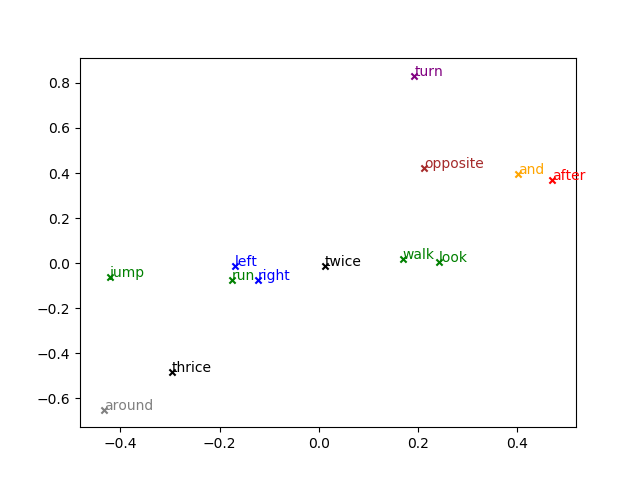 turn
0.8
0.6
opposite
and
after
0.4
0.2
walk
look
left
twice
0.0
jump
run
right
−0.2
−0.4
thrice
−0.6
around
−0.4
−0.2
0.0
0.2
0.4